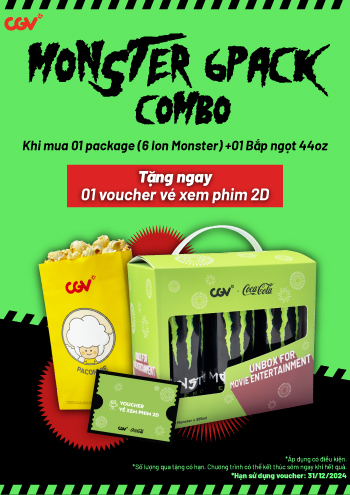 CGV
MONSTER 6PACK
COMBO
Khi mua 01 package (6 lon Monster) +01 Bắp ngọt 44oz
Tặng ngay
01 voucher vé xem phim 2D
CGV
CGV
Coca-Cola
UNBOX FOR
MOVIE ENTERTAINMENT
VOUCHER
VÉ XEM PHIM 2D
CGV
*Áp dụng có điều kiện.
*Số lượng quà tặng có hạn. Chương trình có thể kết thúc sớm ngay khi hết quà.
*Hạn sử dụng voucher: 31/12/2024